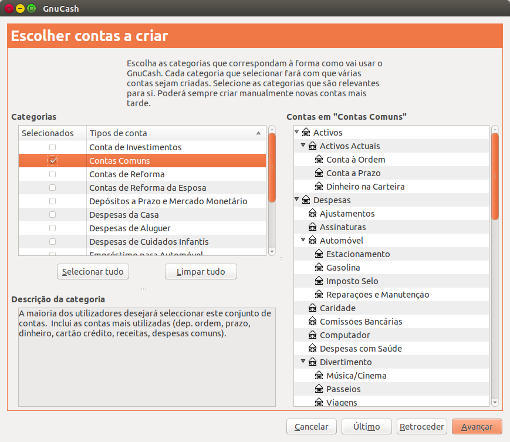 GnuCash
Escolher contas a criar
Escolha as categorias que correspondam à forma como vai usar o
GnuCash. Cada categoria que selecionar fará com que várias
contas sejam criadas. Selecione as categorias que são relevantes
para si. Poderá sempre criar manualmente novas contas mais
tarde.
Categorias
Selecionados Tipos de conta
Conta de Investimentos
Contas Comuns
Contas de Reforma
Contas de Reforma da Esposa
Depósitos a Prazo e Mercado Monetário
Despesas da Casa
Despesas de Aluguer
Despesas de Cuidados Infantis
Empréstimo para Automóvel
Selecionar tudo
Limpar tudo
Descrição da categoria
A maioria dos utilizadores desejará seleccionar este conjunto de
contas. Inclui as contas mais utilizadas (dep. ordem, prazo,
dinheiro, cartão crédito, receitas, despesas comuns).
Contas em "Contas Comuns"
Activos
Activos Actuais
Conta à Ordem
Conta a Prazo
Dinheiro na Carteira
Despesas
Ajustamentos
Assinaturas
Automóvel
Estacionamento
Gasolina
Imposto Selo
Reparações e Manutenção
Caridade
Comissões Bancárias
Computador
Despesas com Saúde
Divertimento
Música/Cinema
Passeios
Viagens
Cancelar
Último
Retroceder
Avançar